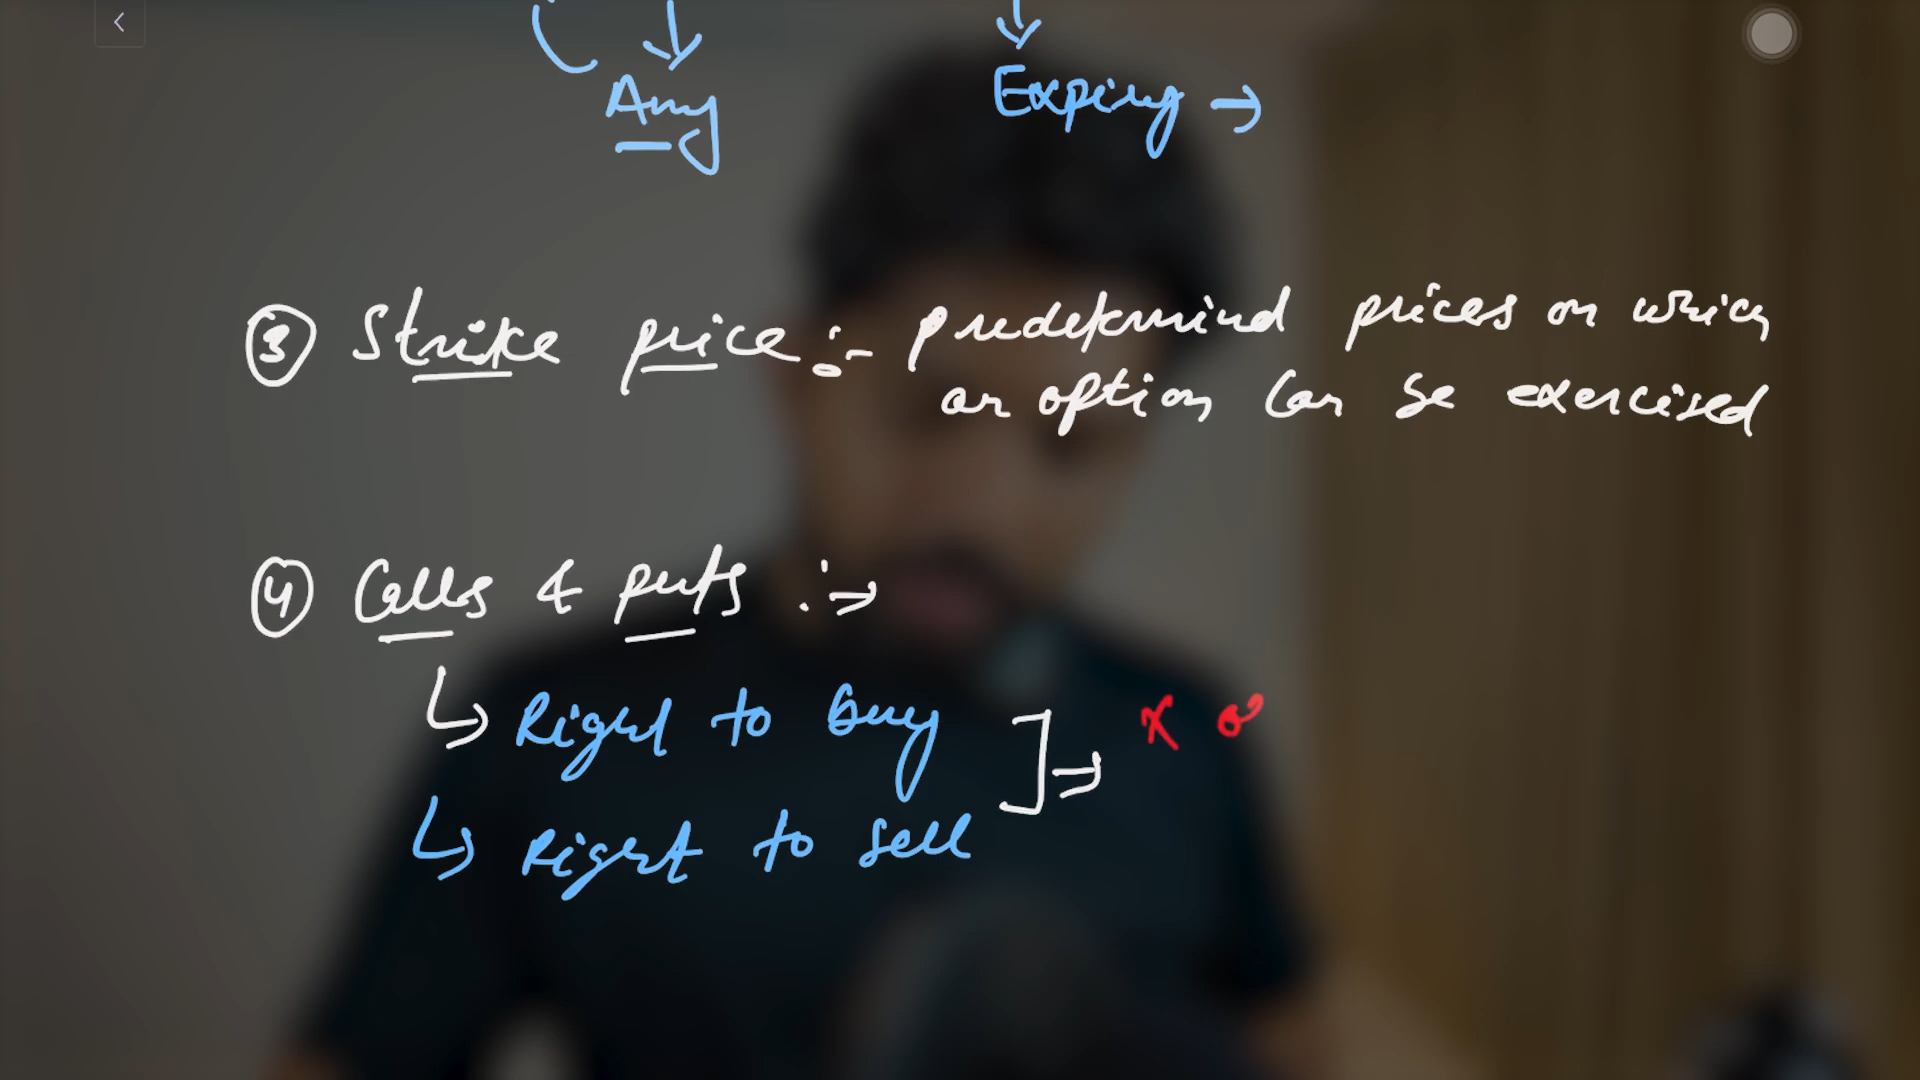 Any
Expiry →
③ Strike price :- predetermined prices on which
an option can be exercised
④ Calls & puts :→
↳ Right to buy
↳ Right to sell
] ⇒ X